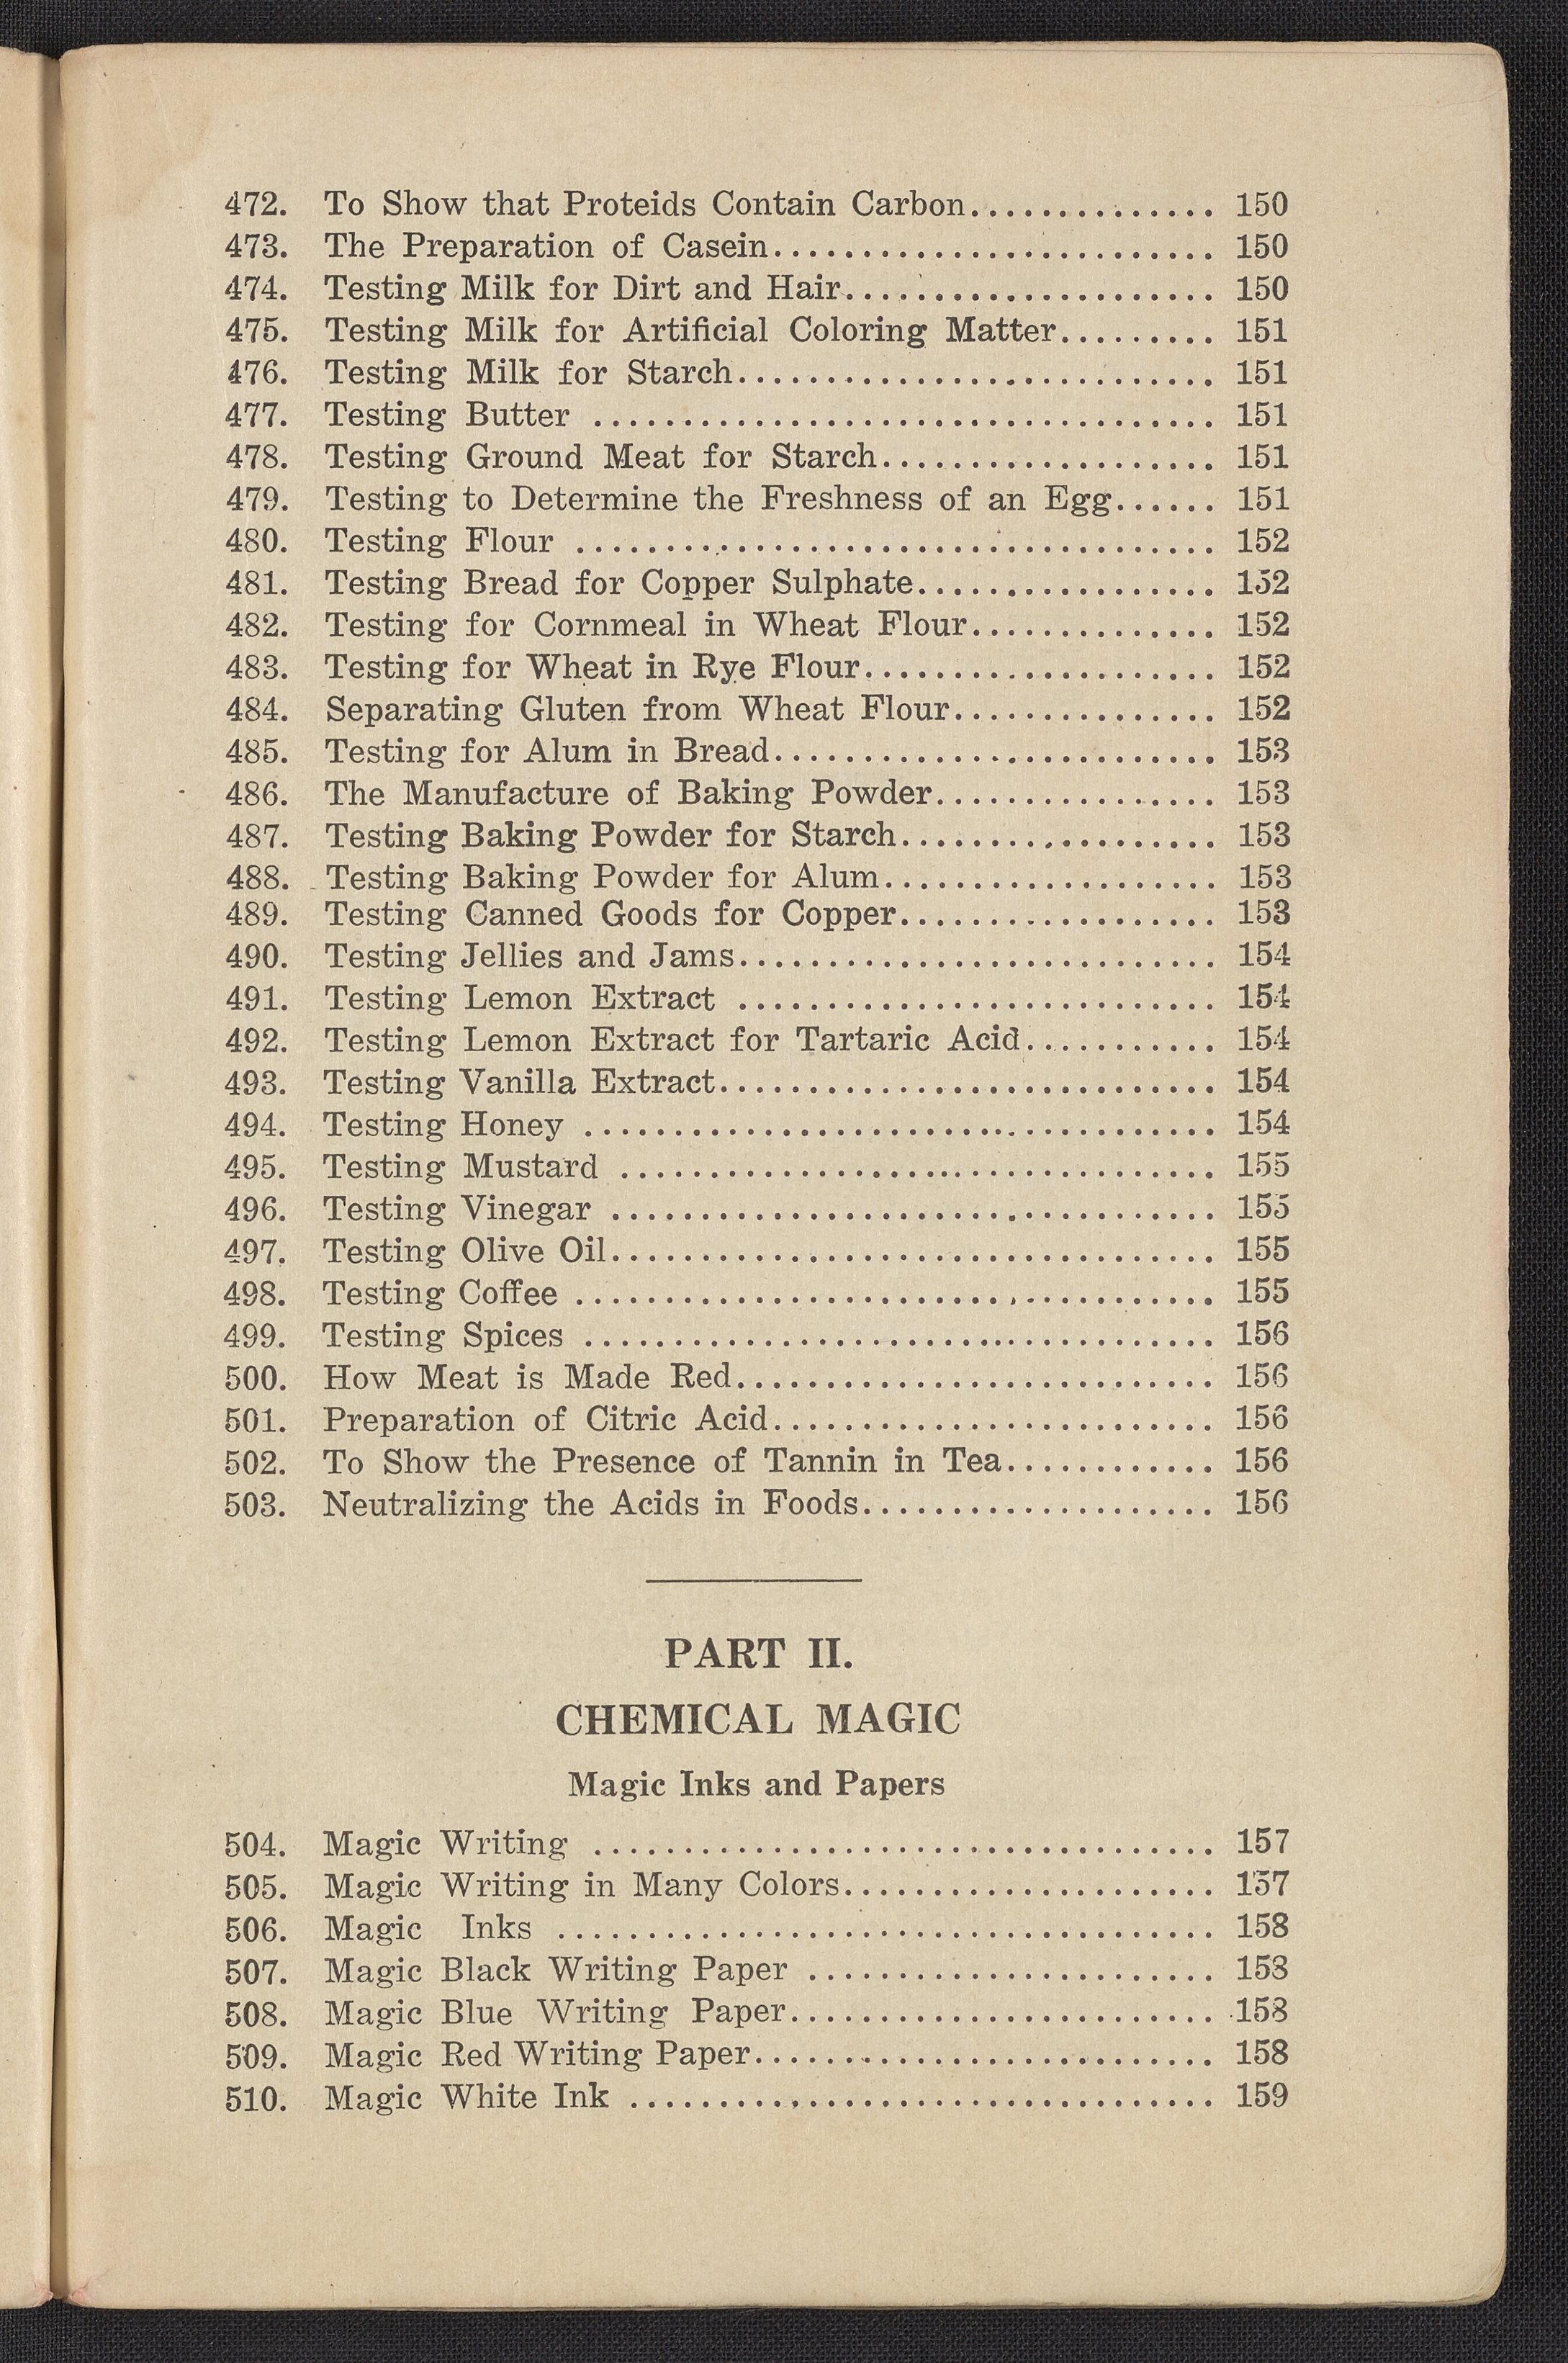 472. To Show that Proteids Contain Carbon.............. 150
473. The Preparation of Casein......................... 150
474. Testing Milk for Dirt and Hair..................... 150
475. Testing Milk for Artificial Coloring Matter......... 151
476. Testing Milk for Starch........................... 151
477. Testing Butter ................................... 151
478. Testing Ground Meat for Starch................... 151
479. Testing to Determine the Freshness of an Egg...... 151
480. Testing Flour .................................... 152
481. Testing Bread for Copper Sulphate................. 152
482. Testing for Cornmeal in Wheat Flour.............. 152
483. Testing for Wheat in Rye Flour.................... 152
484. Separating Gluten from Wheat Flour............... 152
485. Testing for Alum in Bread......................... 153
486. The Manufacture of Baking Powder................ 153
487. Testing Baking Powder for Starch.................. 153
488. Testing Baking Powder for Alum................... 153
489. Testing Canned Goods for Copper.................. 153
490. Testing Jellies and Jams........................... 154
491. Testing Lemon Extract ........................... 154
492. Testing Lemon Extract for Tartaric Acid........... 154
493. Testing Vanilla Extract............................ 154
494. Testing Honey .................................... 154
495. Testing Mustard .................................. 155
496. Testing Vinegar .................................. 155
497. Testing Olive Oil.................................. 155
498. Testing Coffee .................................... 155
499. Testing Spices .................................... 156
500. How Meat is Made Red........................... 156
501. Preparation of Citric Acid......................... 156
502. To Show the Presence of Tannin in Tea............ 156
503. Neutralizing the Acids in Foods.................... 156
PART II.
CHEMICAL MAGIC
Magic Inks and Papers
504. Magic Writing ................................... 157
505. Magic Writing in Many Colors..................... 157
506. Magic Inks ..................................... 158
507. Magic Black Writing Paper ....................... 158
508. Magic Blue Writing Paper........................ 158
509. Magic Red Writing Paper.......................... 158
510. Magic White Ink ................................. 159